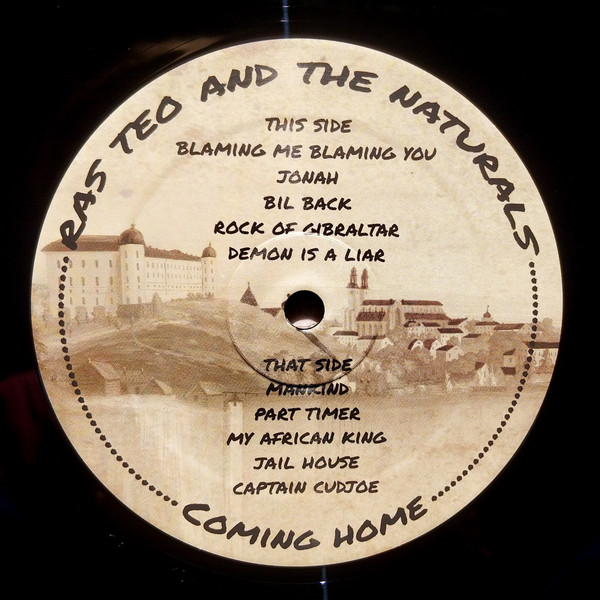 RAS TEO AND THE NATURALS
THIS SIDE
BLAMING ME BLAMING YOU
JONAH
BIL BACK
ROCK OF GIBRALTAR
DEMON IS A LIAR
THAT SIDE
MANKIND
PART TIMER
MY AFRICAN KING
JAIL HOUSE
CAPTAIN CUDJOE
COMING HOME